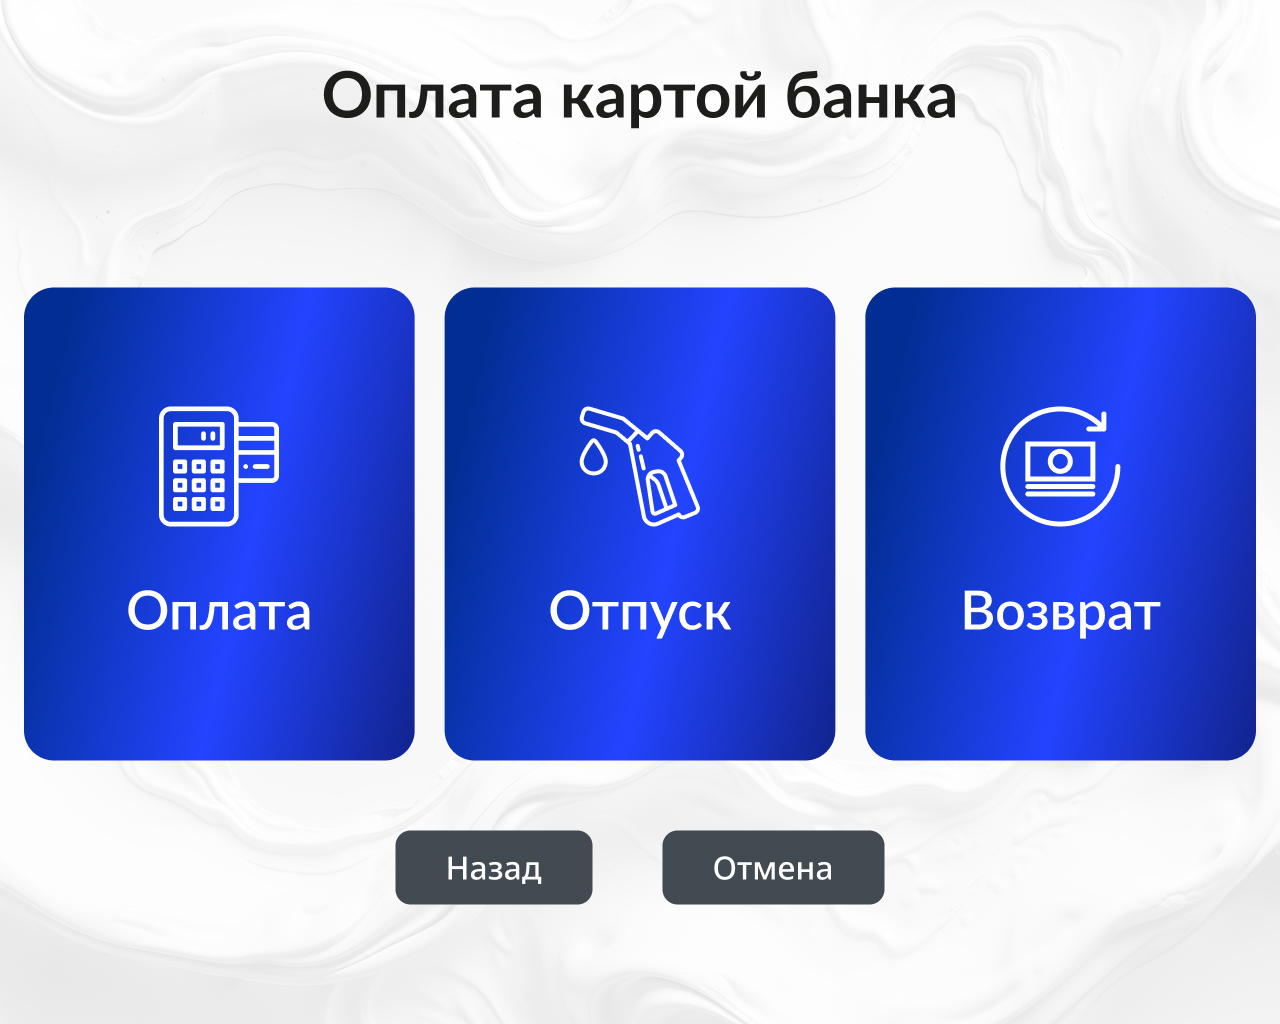 Оплата картой банка
Оплата
Отпуск
Возврат
Назад
Отмена